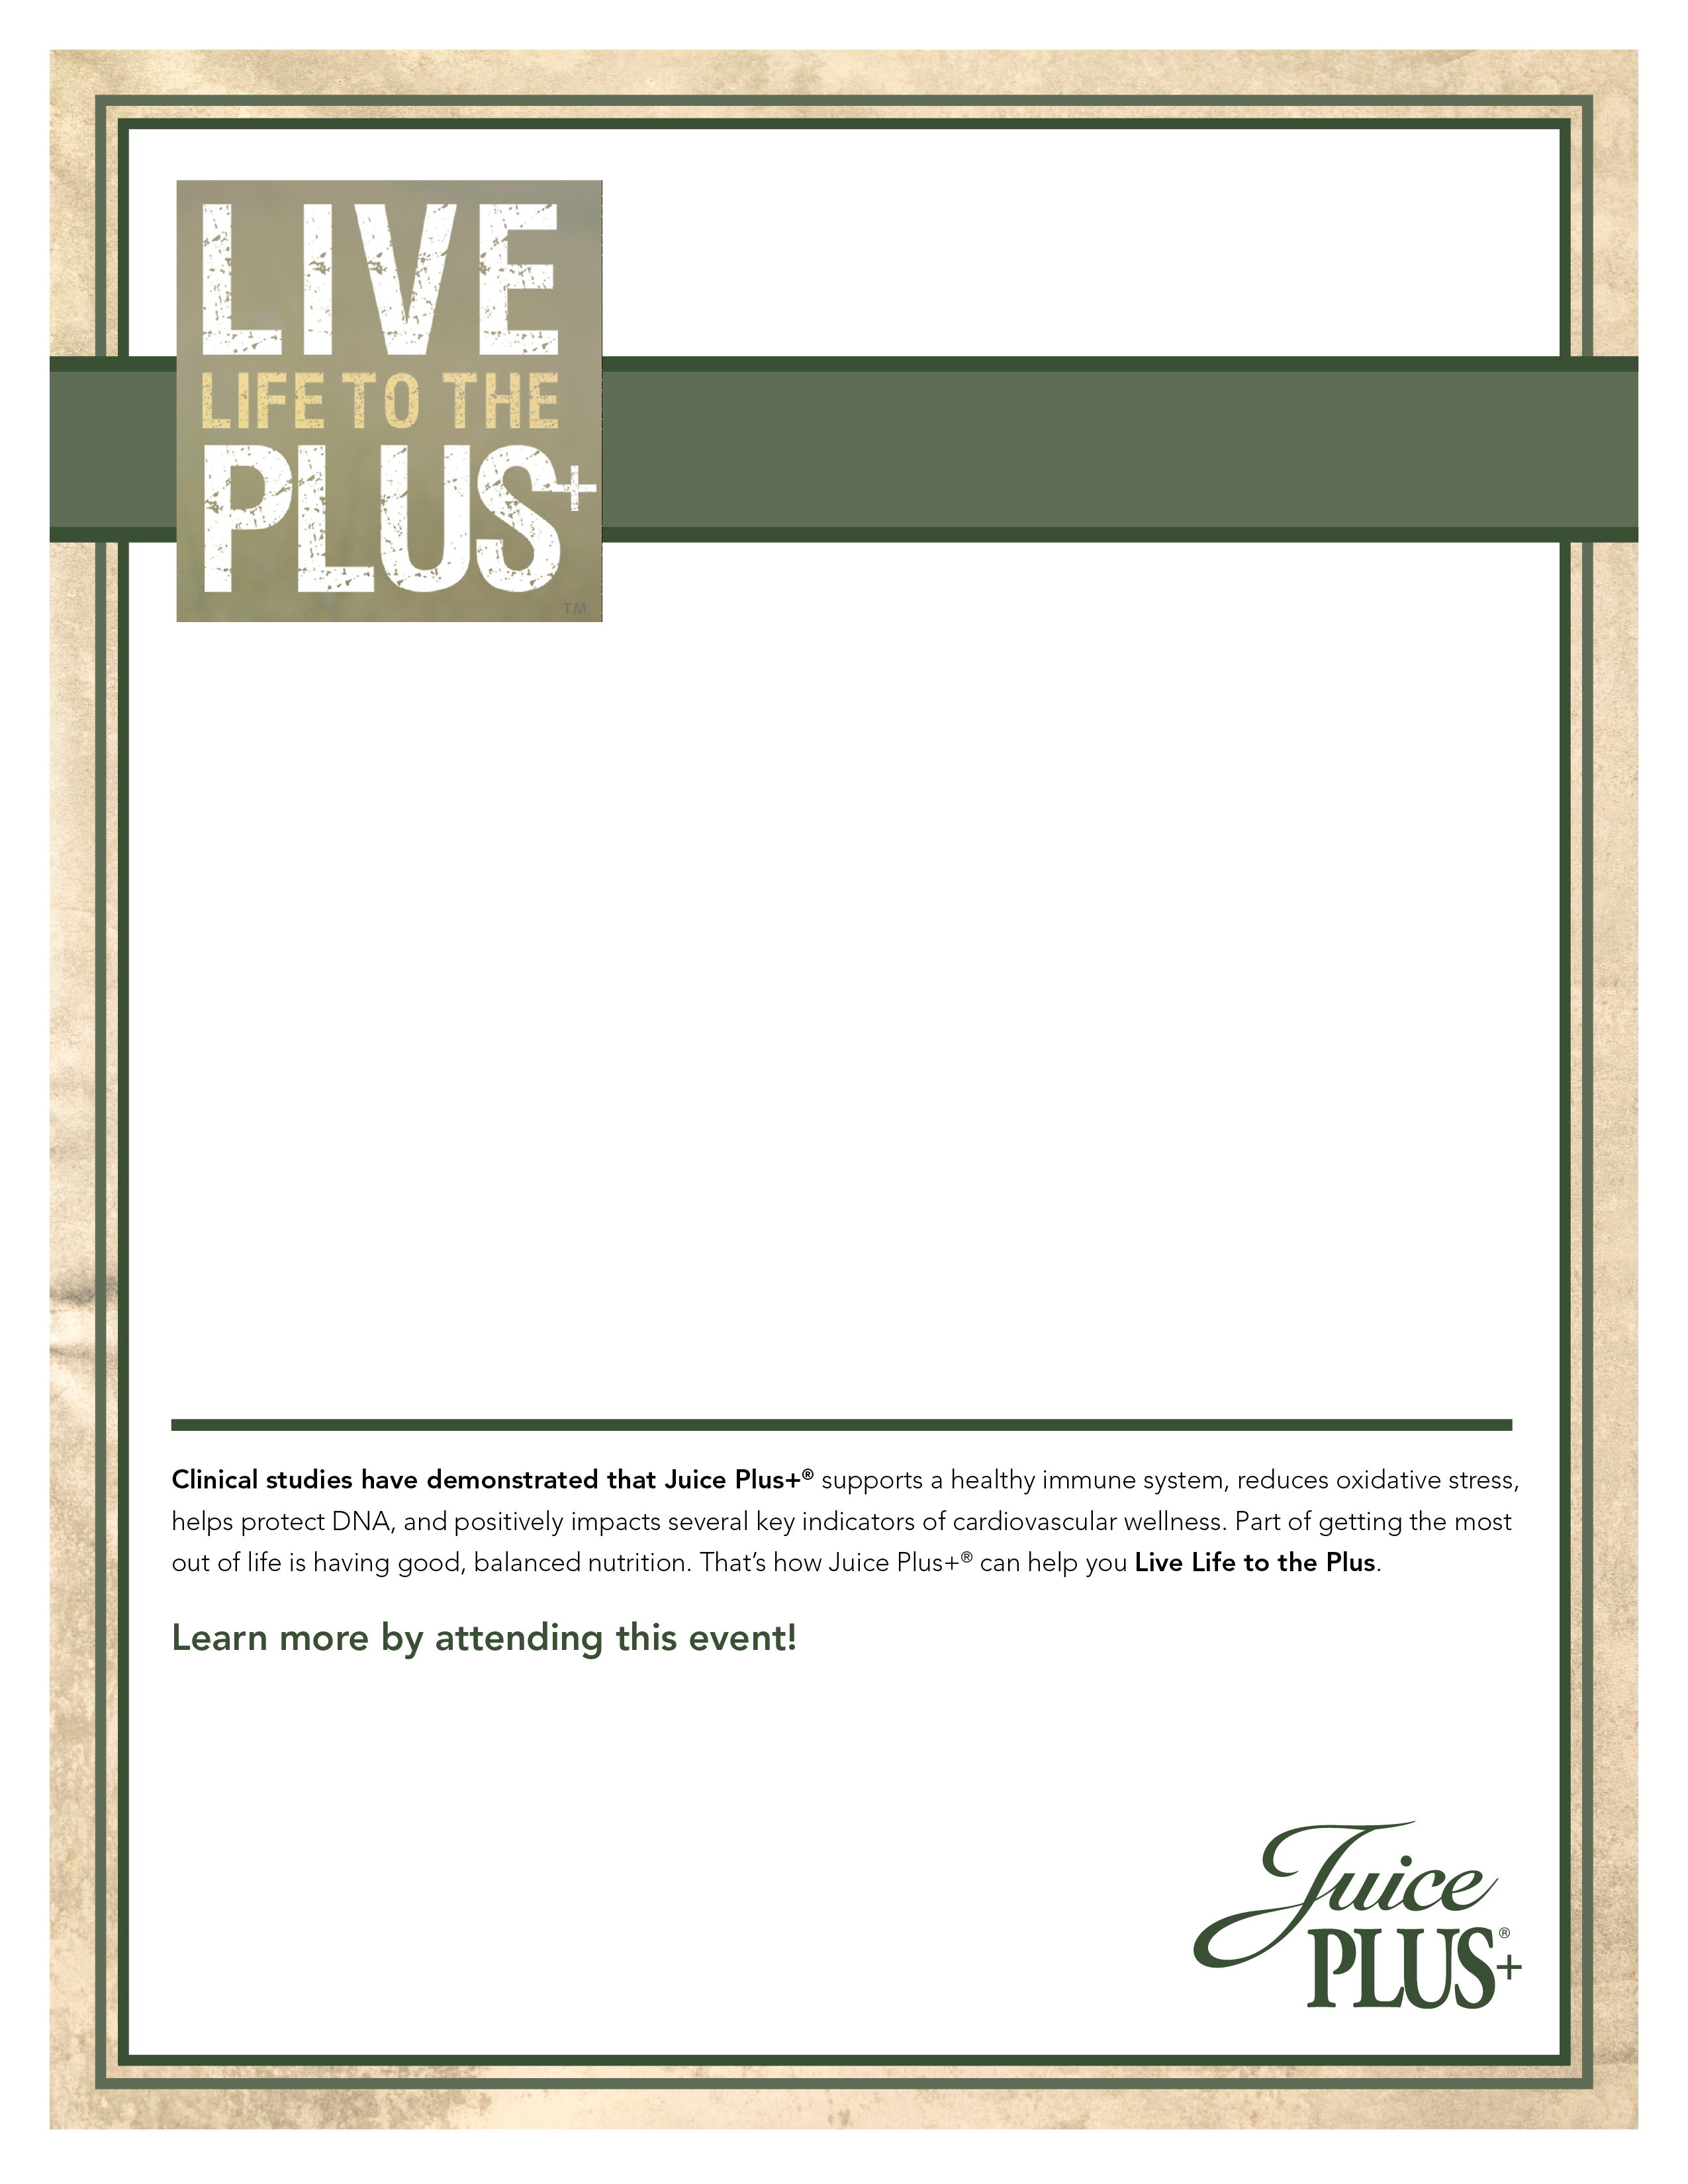 LIVE
LIFE TO THE
PLUS+
TM
Clinical studies have demonstrated that Juice Plus+® supports a healthy immune system, reduces oxidative stress,
helps protect DNA, and positively impacts several key indicators of cardiovascular wellness. Part of getting the most
out of life is having good, balanced nutrition. That’s how Juice Plus+® can help you Live Life to the Plus.
Learn more by attending this event!
Juice
PLUS+®